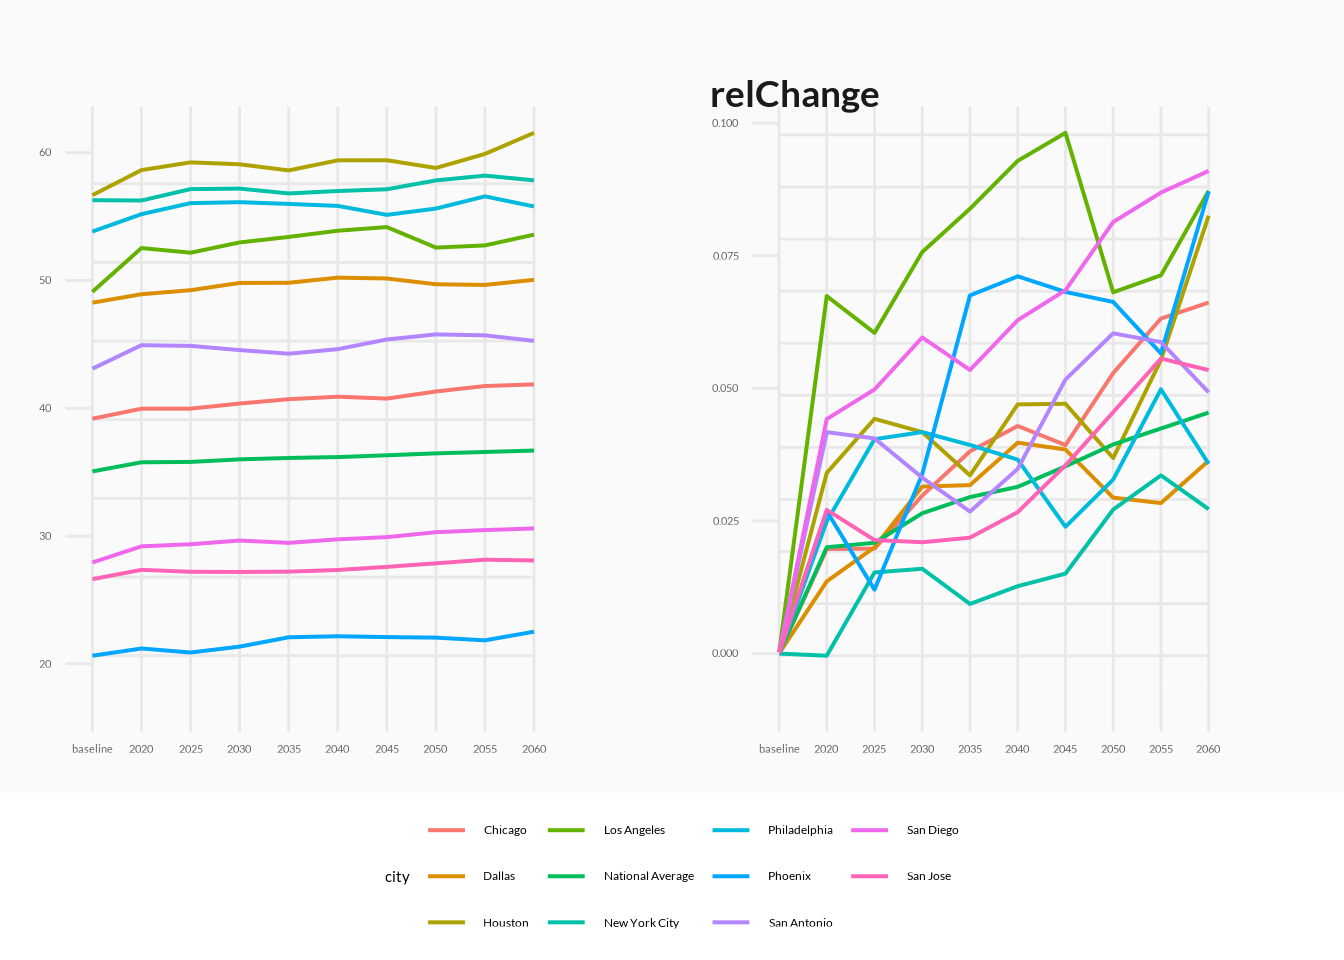 relChange
60
50
40
30
20
baseline 2020 2025 2030 2035 2040 2045 2050 2055 2060
0.100
0.075
0.050
0.025
0.000
baseline 2020 2025 2030 2035 2040 2045 2050 2055 2060
Chicago Los Angeles Philadelphia San Diego
city Dallas National Average Phoenix San Jose
Houston New York City San Antonio